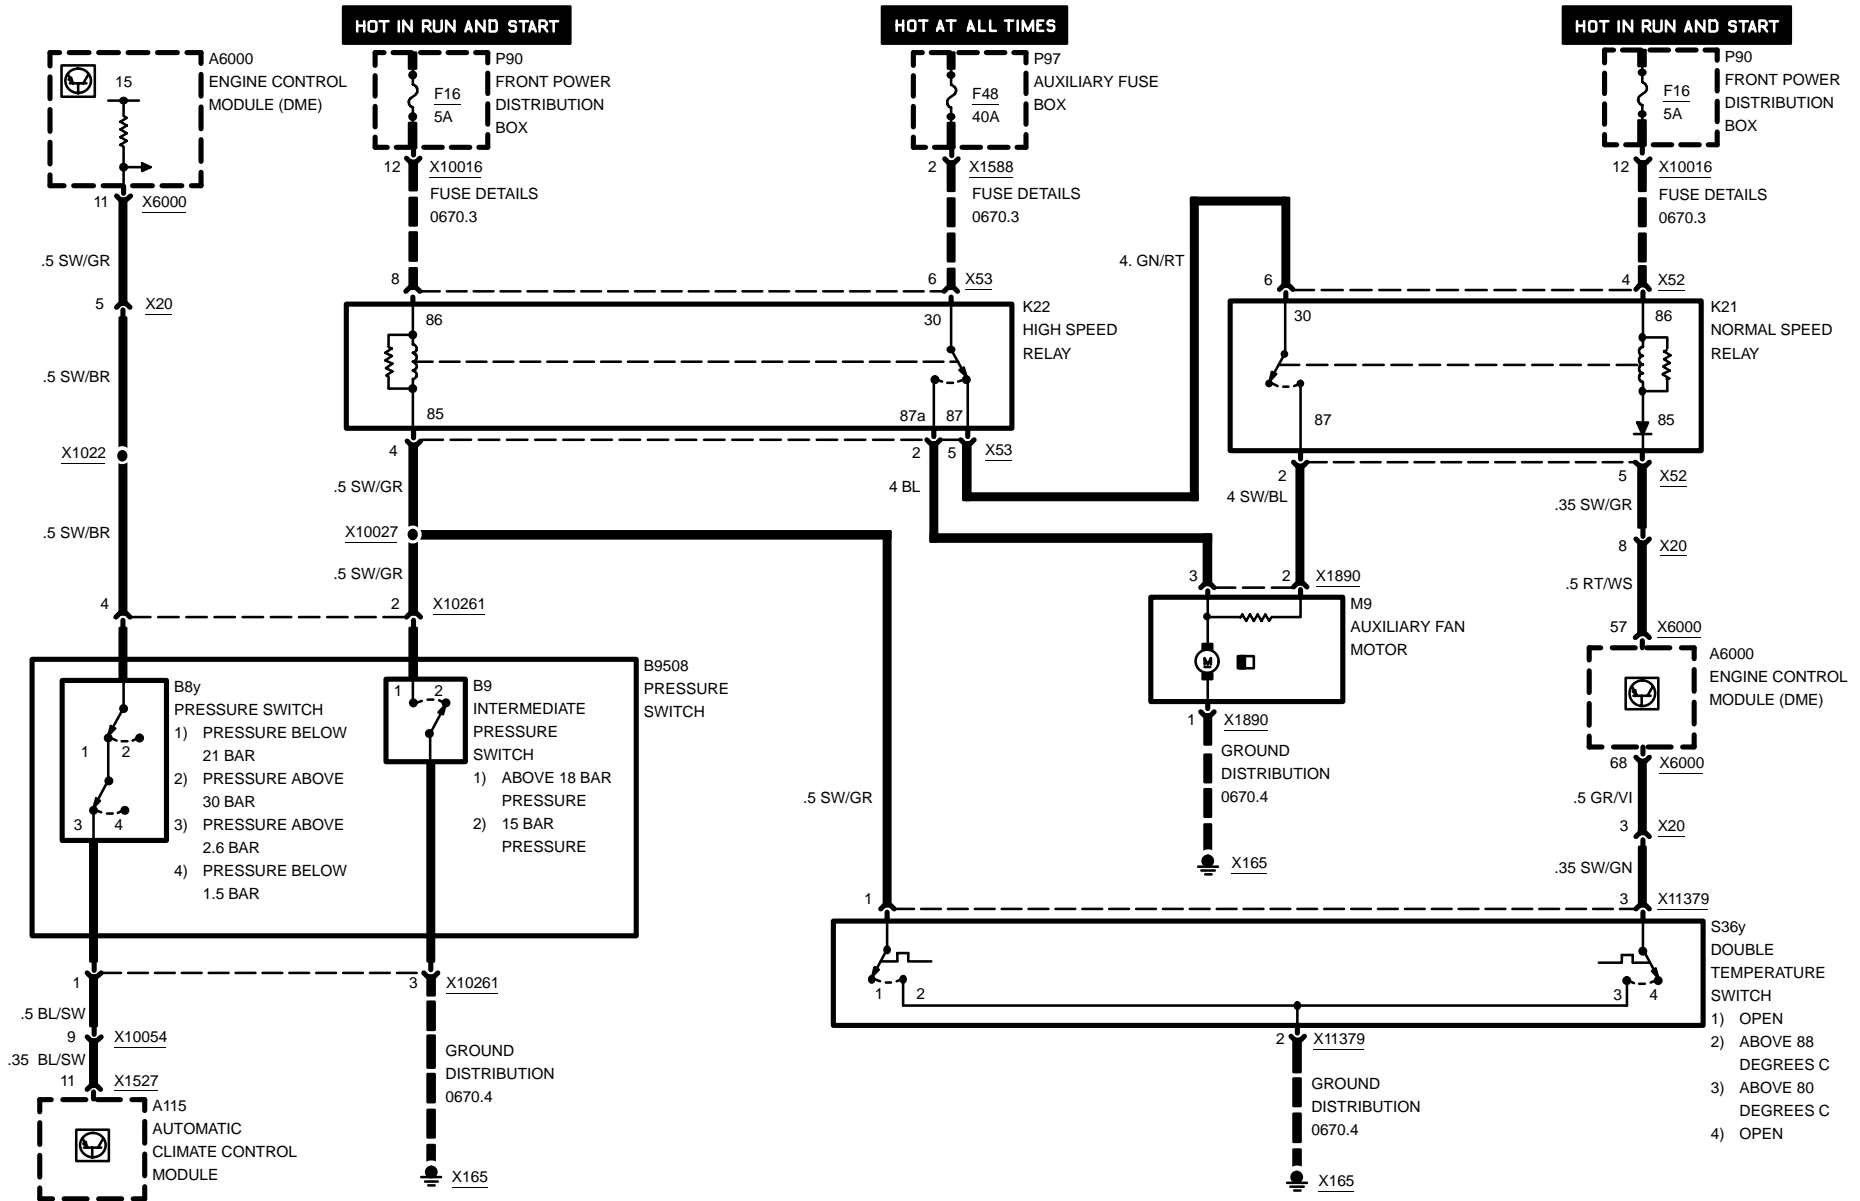 HOT IN RUN AND START
HOT AT ALL TIMES
HOT IN RUN AND START
A6000
ENGINE CONTROL
MODULE (DME)
15
P90
FRONT POWER
DISTRIBUTION
BOX
F16
5A
P97
AUXILIARY FUSE
BOX
F48
40A
P90
FRONT POWER
DISTRIBUTION
BOX
F16
5A
11 X6000
12 X10016
FUSE DETAILS
0670.3
2 X1588
FUSE DETAILS
0670.3
12 X10016
FUSE DETAILS
0670.3
.5 SW/GR
4. GN/RT
5 X20
8
6 X53
6
4 X52
K22
HIGH SPEED
RELAY
86
30
85
87a 87
K21
NORMAL SPEED
RELAY
30
86
87
85
.5 SW/BR
X1022
4
2 5 X53
2
5 X52
.5 SW/GR
4 BL
4 SW/BL
.35 SW/GR
.5 SW/BR
X10027
8 X20
.5 SW/GR
3
2 X1890
.5 RT/WS
4
2 X10261
57 X6000
M9
AUXILIARY FAN
MOTOR
M
A6000
ENGINE CONTROL
MODULE (DME)
B9508
PRESSURE
SWITCH
B8y
PRESSURE SWITCH
1) PRESSURE BELOW
21 BAR
2) PRESSURE ABOVE
30 BAR
3) PRESSURE ABOVE
2.6 BAR
4) PRESSURE BELOW
1.5 BAR
1 2
3 4
B9
INTERMEDIATE
PRESSURE
SWITCH
1) ABOVE 18 BAR
PRESSURE
2) 15 BAR
PRESSURE
1 2
1 X1890
GROUND
DISTRIBUTION
0670.4
X165
68 X6000
.5 GR/VI
3 X20
.35 SW/GN
.5 SW/GR
1
3 X11379
S36y
DOUBLE
TEMPERATURE
SWITCH
1) OPEN
2) ABOVE 88
DEGREES C
3) ABOVE 80
DEGREES C
4) OPEN
1 2
3 4
1
3 X10261
.5 BL/SW
9 X10054
.35 BL/SW
11 X1527
A115
AUTOMATIC
CLIMATE CONTROL
MODULE
GROUND
DISTRIBUTION
0670.4
X165
2 X11379
GROUND
DISTRIBUTION
0670.4
X165